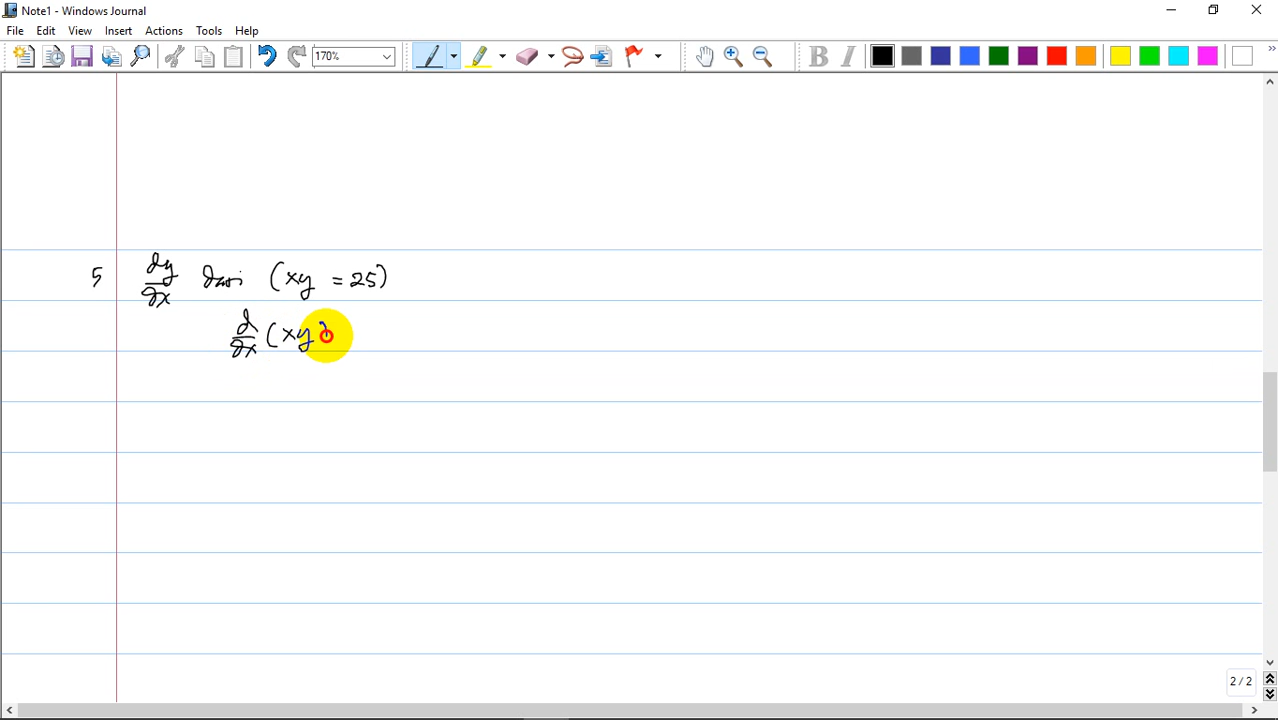 Note1 - Windows Journal
File Edit View Insert Actions Tools Help
170% B I
5 dy/dx dari (xy = 25)
d/dx (xy)
2 / 2